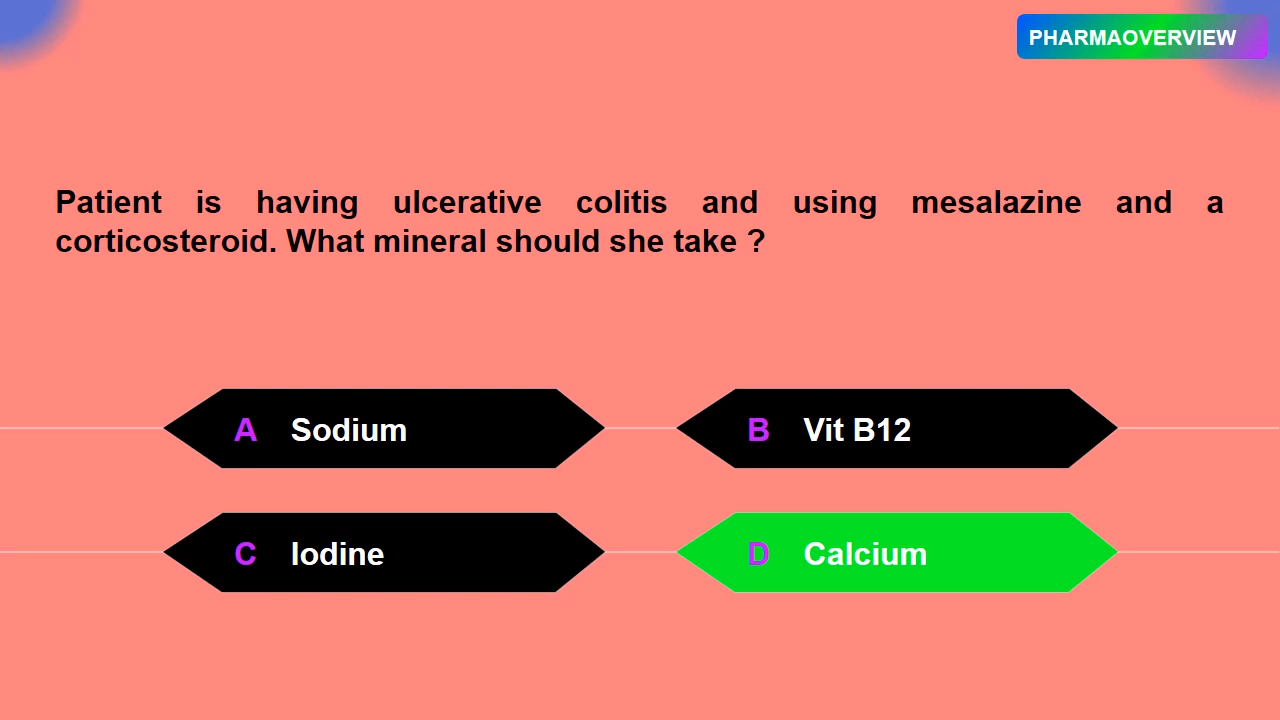 PHARMAOVERVIEW
Patient is having ulcerative colitis and using mesalazine and a
corticosteroid. What mineral should she take ?
A Sodium
B Vit B12
C Iodine
D Calcium